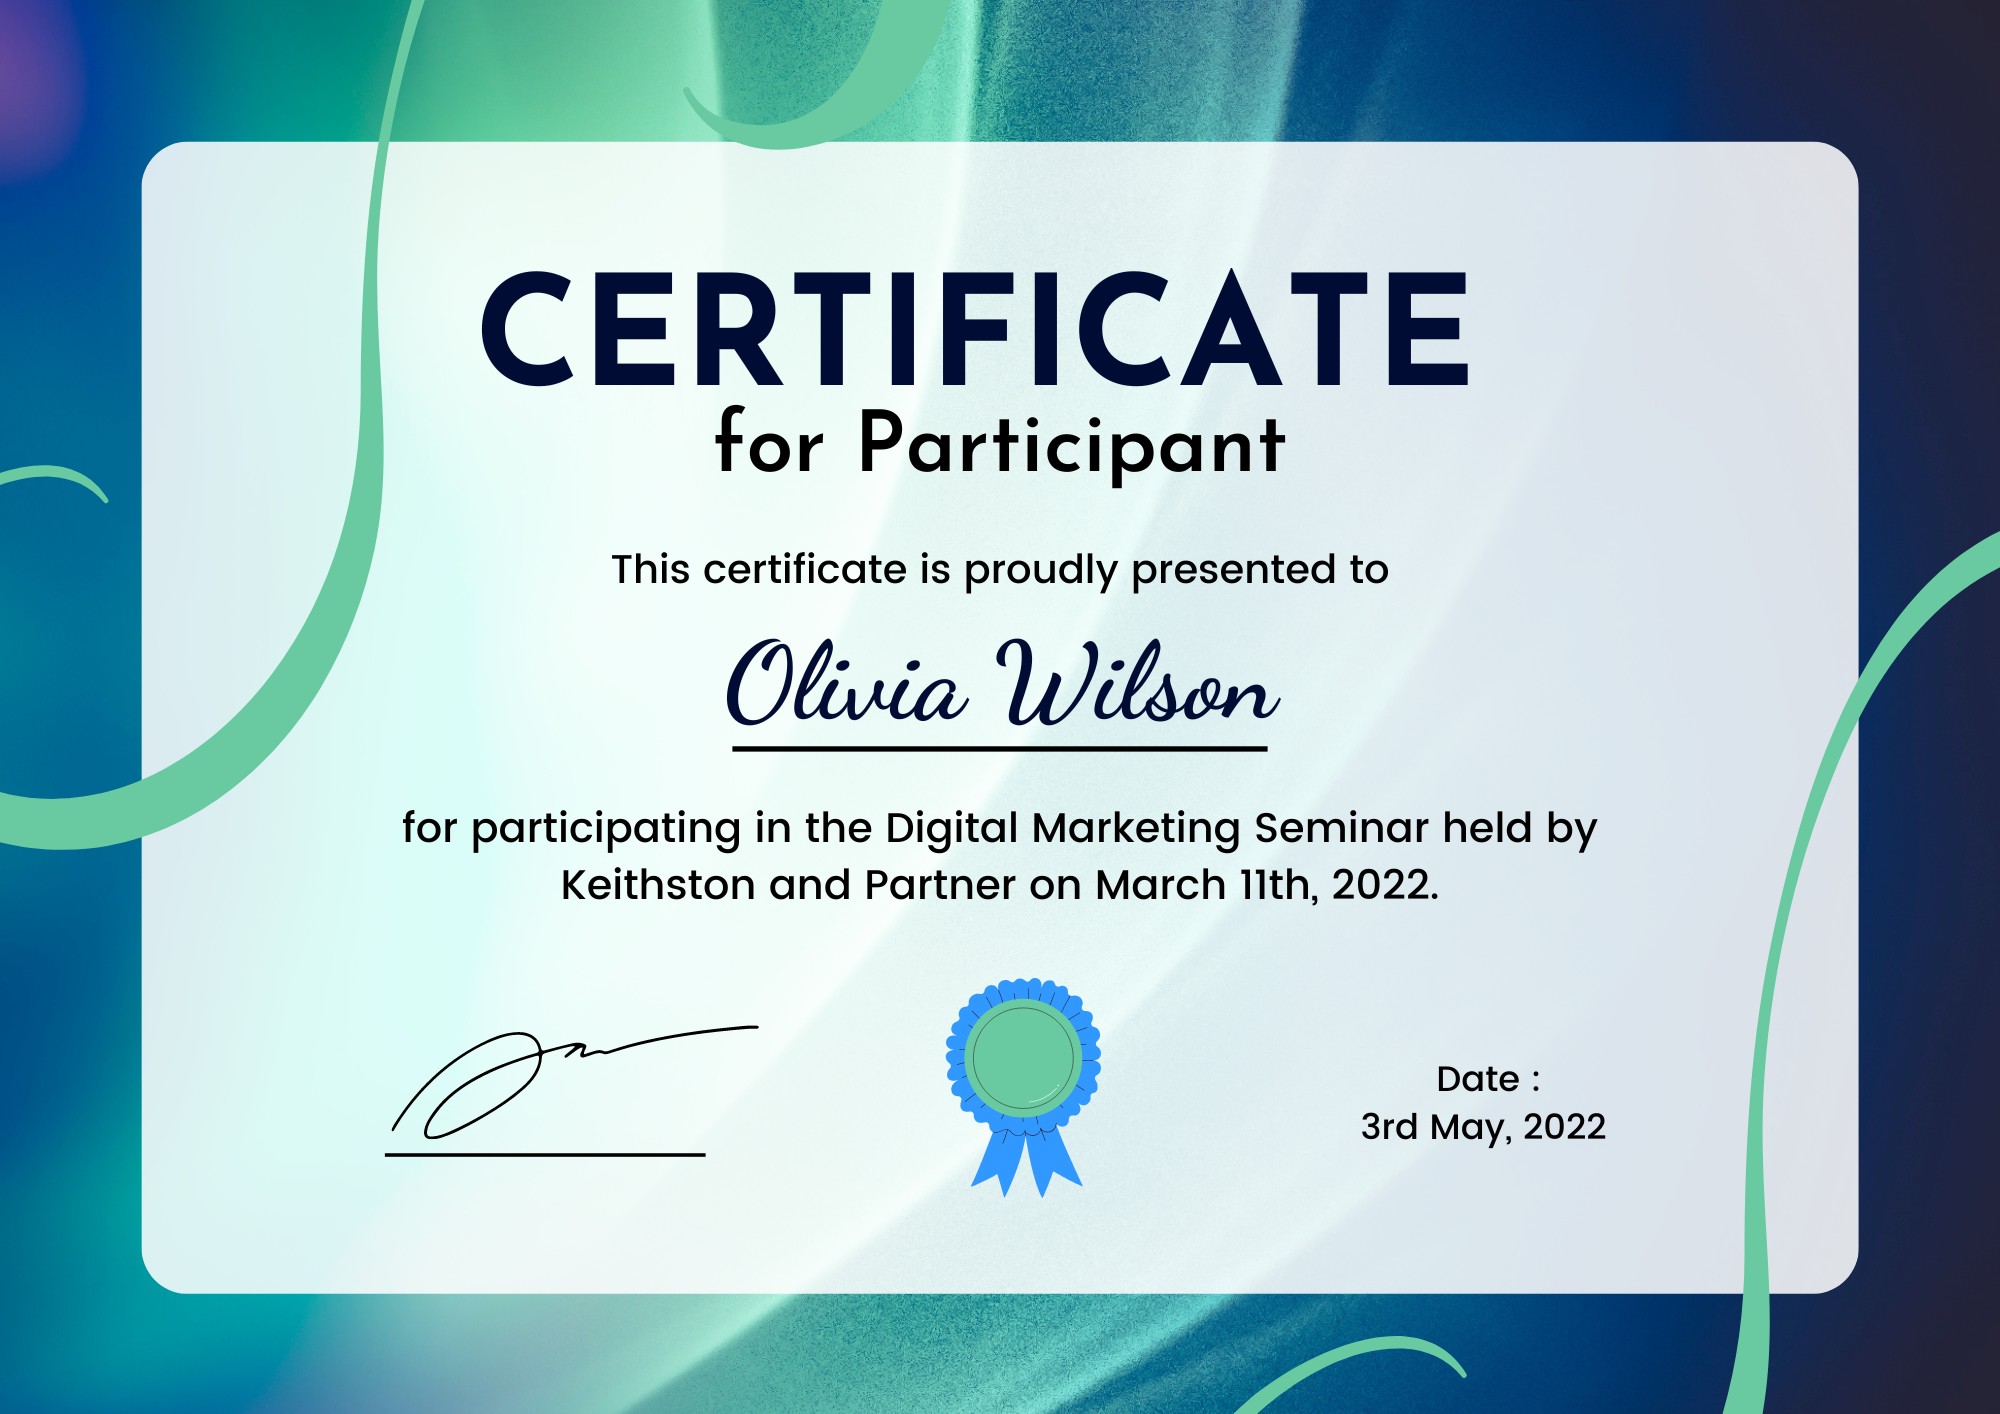 CERTIFICATE
for Participant
This certificate is proudly presented to
Olivia Wilson
for participating in the Digital Marketing Seminar held by
Keithston and Partner on March 11th, 2022.
Date :
3rd May, 2022